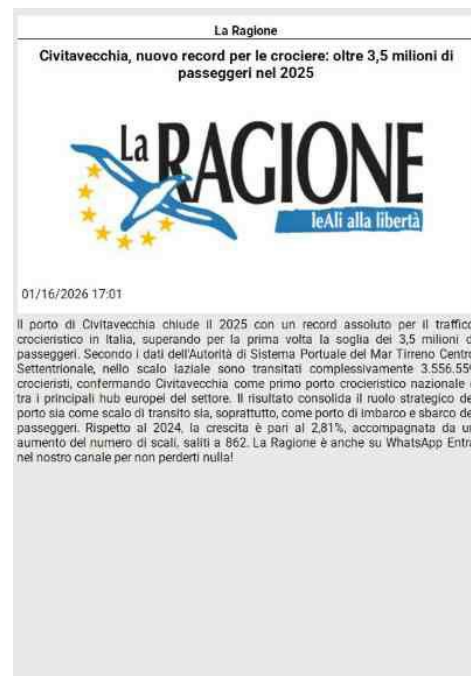 La Ragione
Civitavecchia, nuovo record per le crociere: oltre 3,5 milioni di
passeggeri nel 2025
La RAGIONE
leAli alla libertà
01/16/2026 17:01
Il porto di Civitavecchia chiude il 2025 con un record assoluto per il traffico
crocieristico in Italia, superando per la prima volta la soglia dei 3,5 milioni
passeggeri. Secondo i dati dell'Autorità di Sistema Portuale del Mar Tirreno Centro
Settentrionale, nello scalo laziale sono transitati complessivamente
crocieristi, confermando Civitavecchia come primo porto crocieristico nazionale
tra i principali hub europei del settore. Il risultato consolida il ruolo strategico
porto sia come scalo di transito sia, soprattutto, come porto di imbarco e sbarco
passeggeri. Rispetto al 2024, la crescita è pari al 2,81%, accompagnata da
aumento del numero di scali, saliti a 862. La Ragione è anche su WhatsApp Entra
nel nostro canale per non perderti nulla!